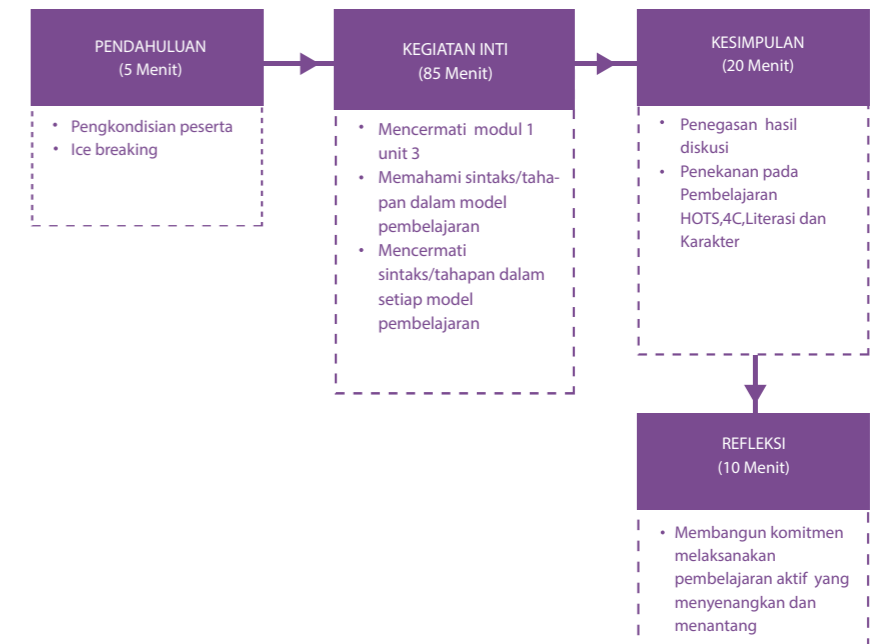 PENDAHULUAN
(5 Menit)
• Pengkondisian peserta
• Ice breaking
KEGIATAN INTI
(85 Menit)
• Mencermati modul 1
unit 3
• Memahami sintaks/taha-
pan dalam model
pembelajaran
• Mencermati
sintaks/tahapan dalam
setiap model
pembelajaran
KESIMPULAN
(20 Menit)
• Penegasan hasil
diskusi
• Penekanan pada
Pembelajaran
HOTS,4C,Literasi dan
Karakter
REFLEKSI
(10 Menit)
• Membangun komitmen
melaksanakan
pembelajaran aktif yang
menyenangkan dan
menantang